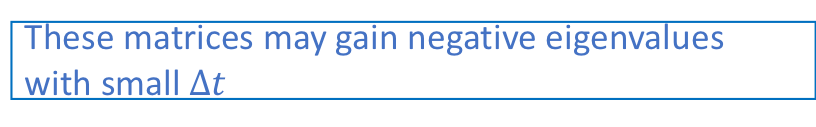 These matrices may gain negative eigenvalues
with small Δ𝑡